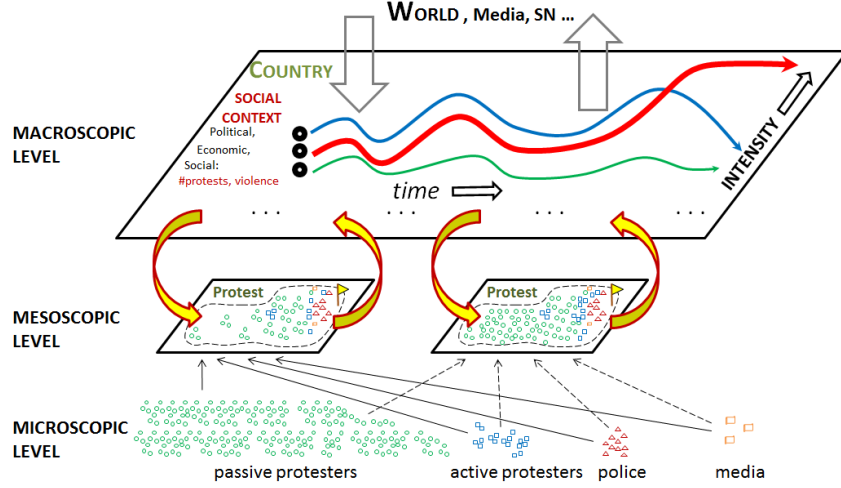 WORLD , Media, SN ...
COUNTRY
SOCIAL
CONTEXT
Political,
Economic,
Social:
#protests, violence
MACROSCOPIC
LEVEL
time
INTENSITY
. . .
. . .
. . .
. . .
Protest
Protest
MESOSCOPIC
LEVEL
MICROSCOPIC
LEVEL
passive protesters
active protesters
police
media